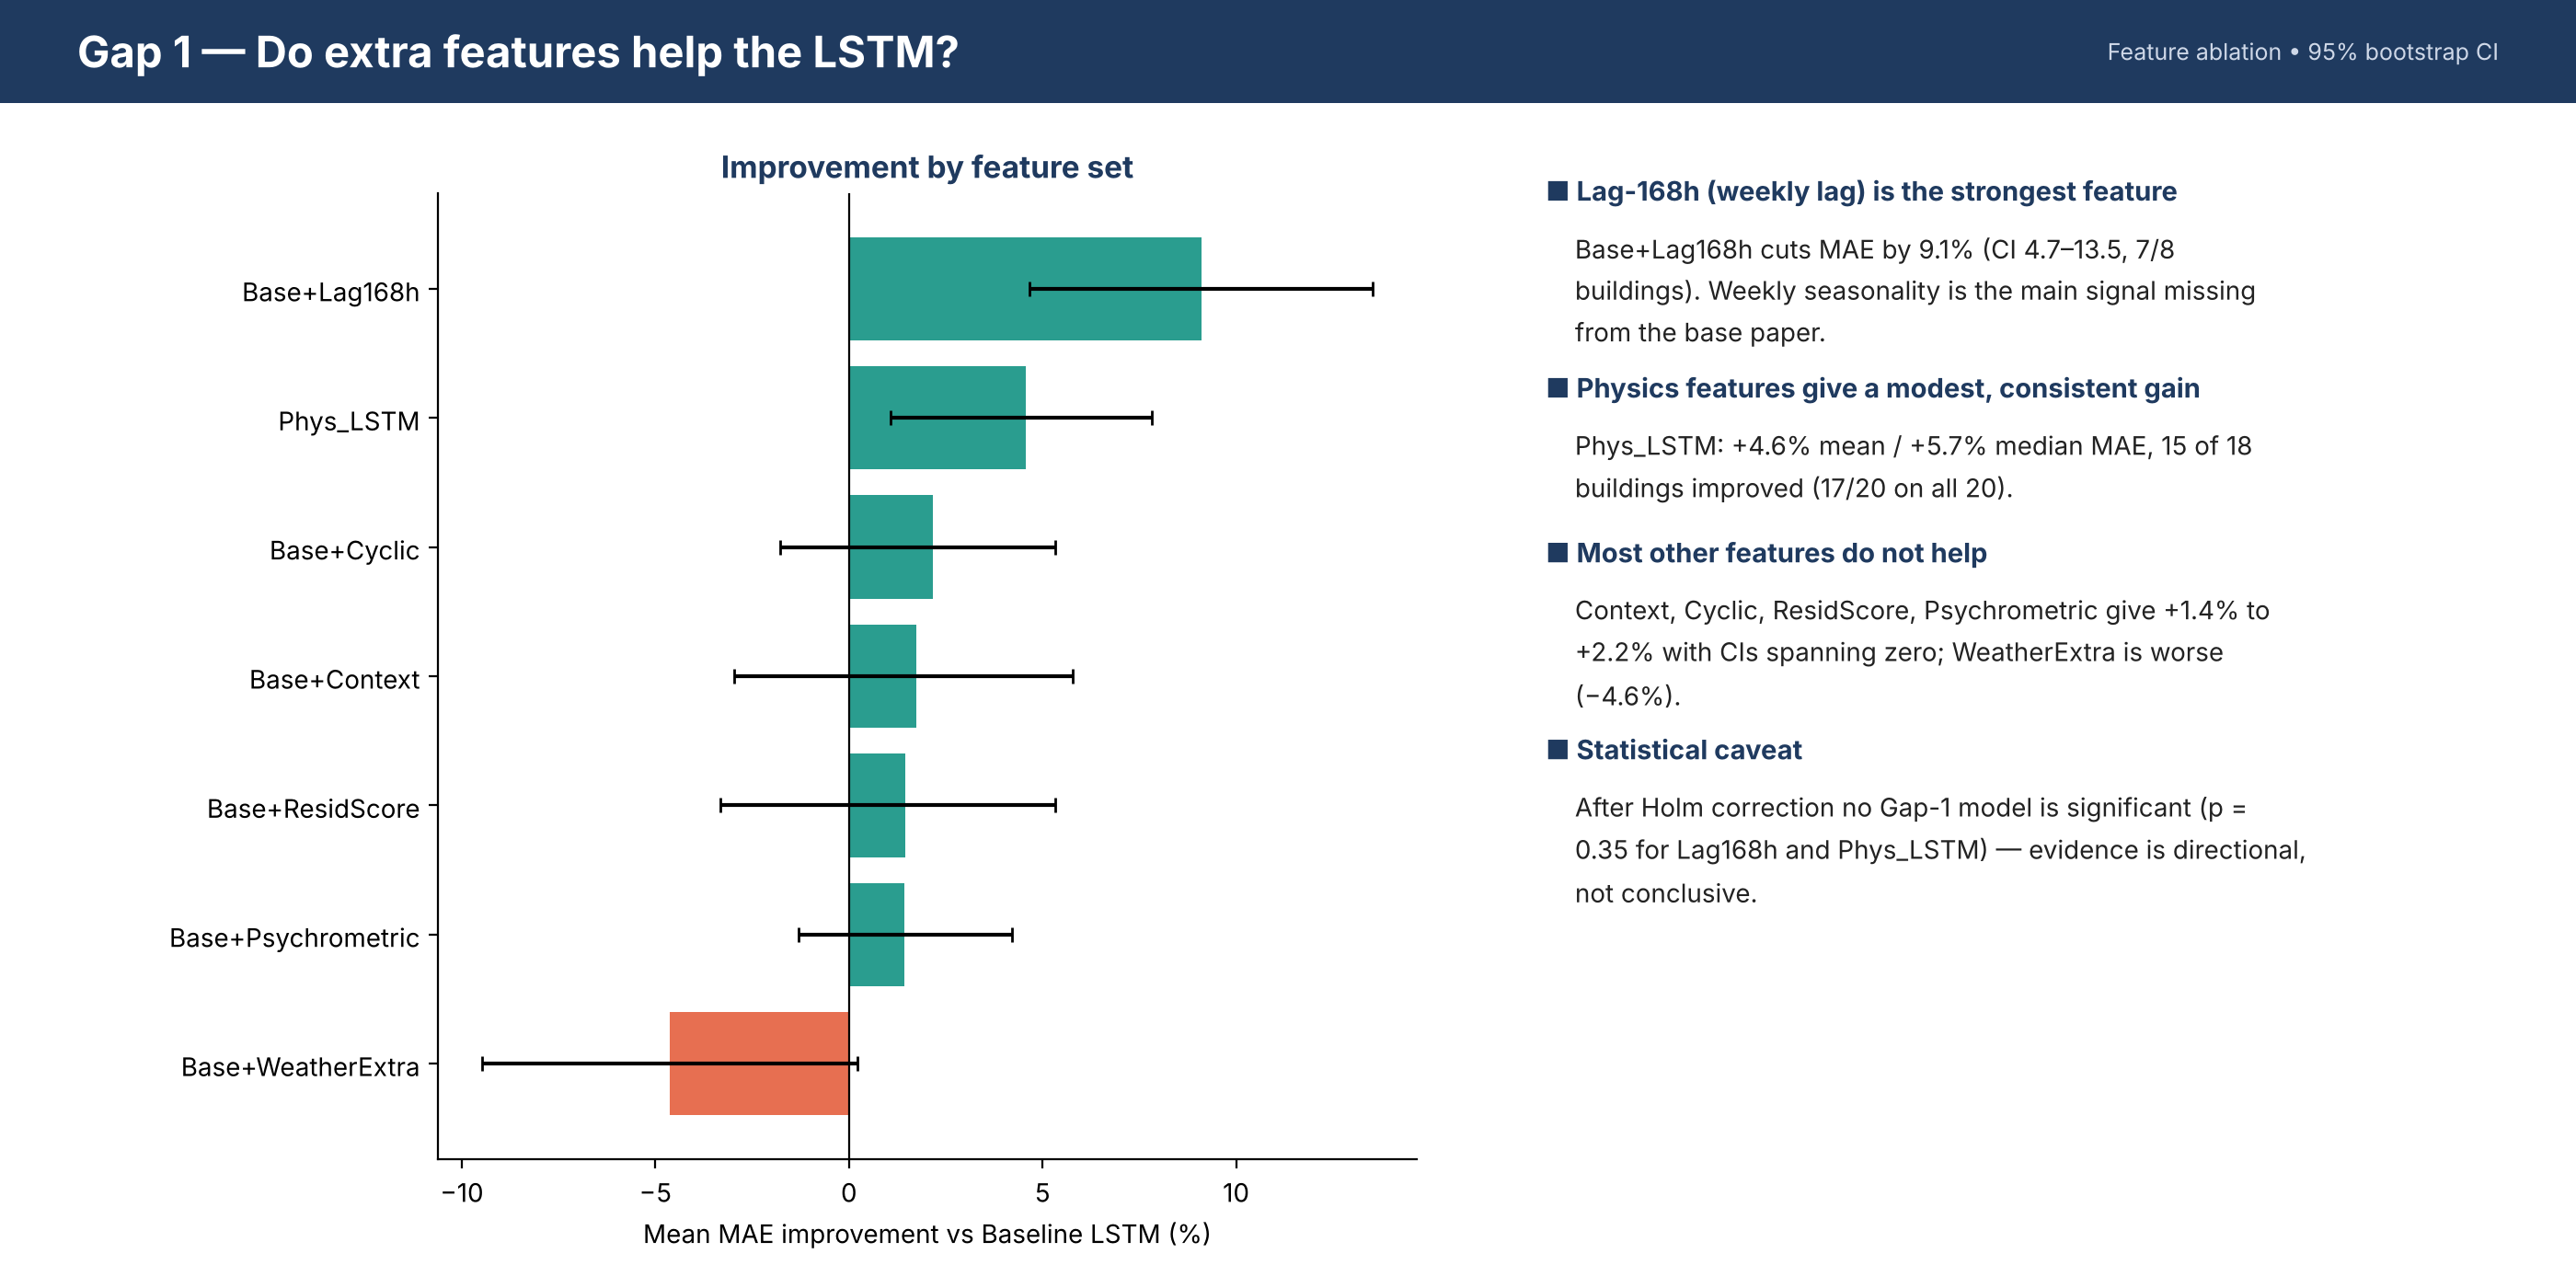 Gap 1 — Do extra features help the LSTM?
Feature ablation • 95% bootstrap CI
Improvement by feature set
Base+Lag168h
Phys_LSTM
Base+Cyclic
Base+Context
Base+ResidScore
Base+Psychrometric
Base+WeatherExtra
−10 −5 0 5 10
Mean MAE improvement vs Baseline LSTM (%)
■ Lag-168h (weekly lag) is the strongest feature
Base+Lag168h cuts MAE by 9.1% (CI 4.7–13.5, 7/8
buildings). Weekly seasonality is the main signal missing
from the base paper.
■ Physics features give a modest, consistent gain
Phys_LSTM: +4.6% mean / +5.7% median MAE, 15 of 18
buildings improved (17/20 on all 20).
■ Most other features do not help
Context, Cyclic, ResidScore, Psychrometric give +1.4% to
+2.2% with CIs spanning zero; WeatherExtra is worse
(−4.6%).
■ Statistical caveat
After Holm correction no Gap-1 model is significant (p =
0.35 for Lag168h and Phys_LSTM) — evidence is directional,
not conclusive.